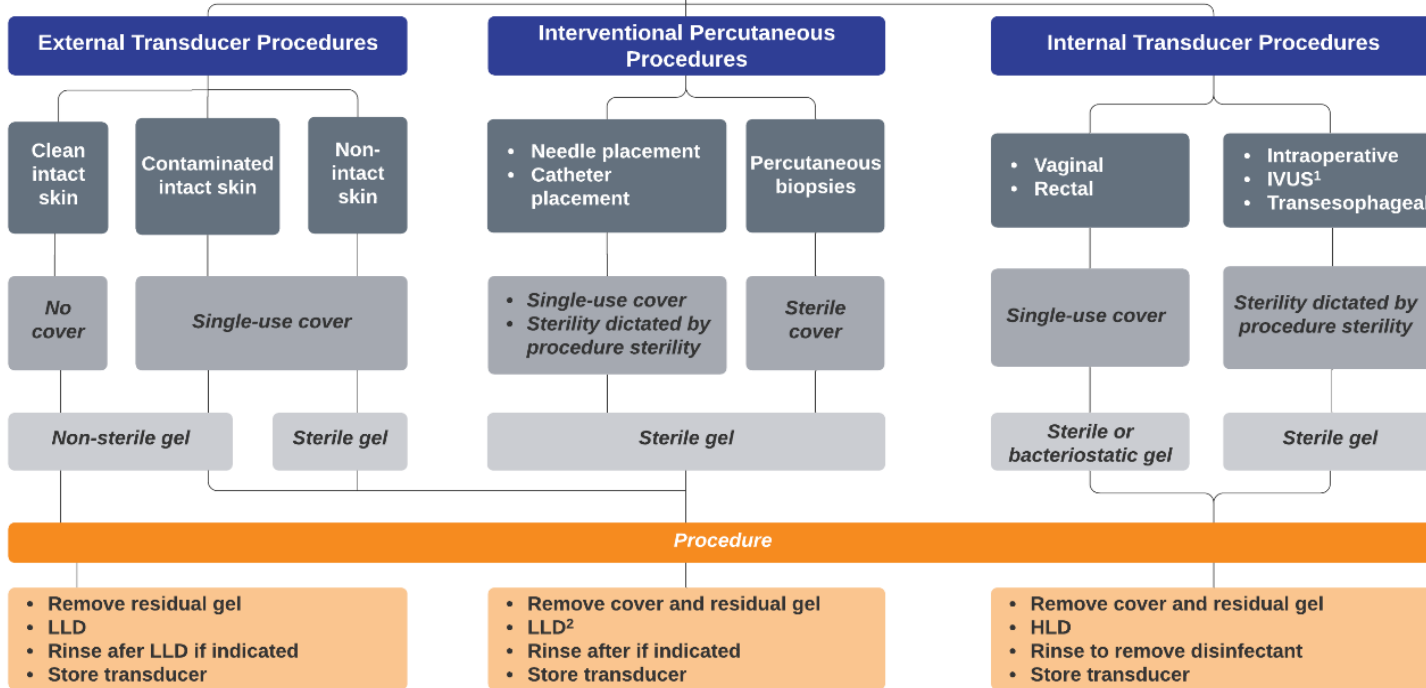 External Transducer Procedures
Interventional Percutaneous
Procedures
Internal Transducer Procedures
Clean
intact
skin
Contaminated
intact skin
Non-
intact
skin
• Needle placement
• Catheter
placement
Percutaneous
biopsies
• Vaginal
• Rectal
• Intraoperative
• IVUS¹
• Transesophageal
No
cover
Single-use cover
• Single-use cover
• Sterility dictated by
procedure sterility
Sterile
cover
Single-use cover
Sterility dictated by
procedure sterility
Non-sterile gel
Sterile gel
Sterile gel
Sterile or
bacteriostatic gel
Sterile gel
Procedure
• Remove residual gel
• LLD
• Rinse afer LLD if indicated
• Store transducer
• Remove cover and residual gel
• LLD²
• Rinse after if indicated
• Store transducer
• Remove cover and residual gel
• HLD
• Rinse to remove disinfectant
• Store transducer